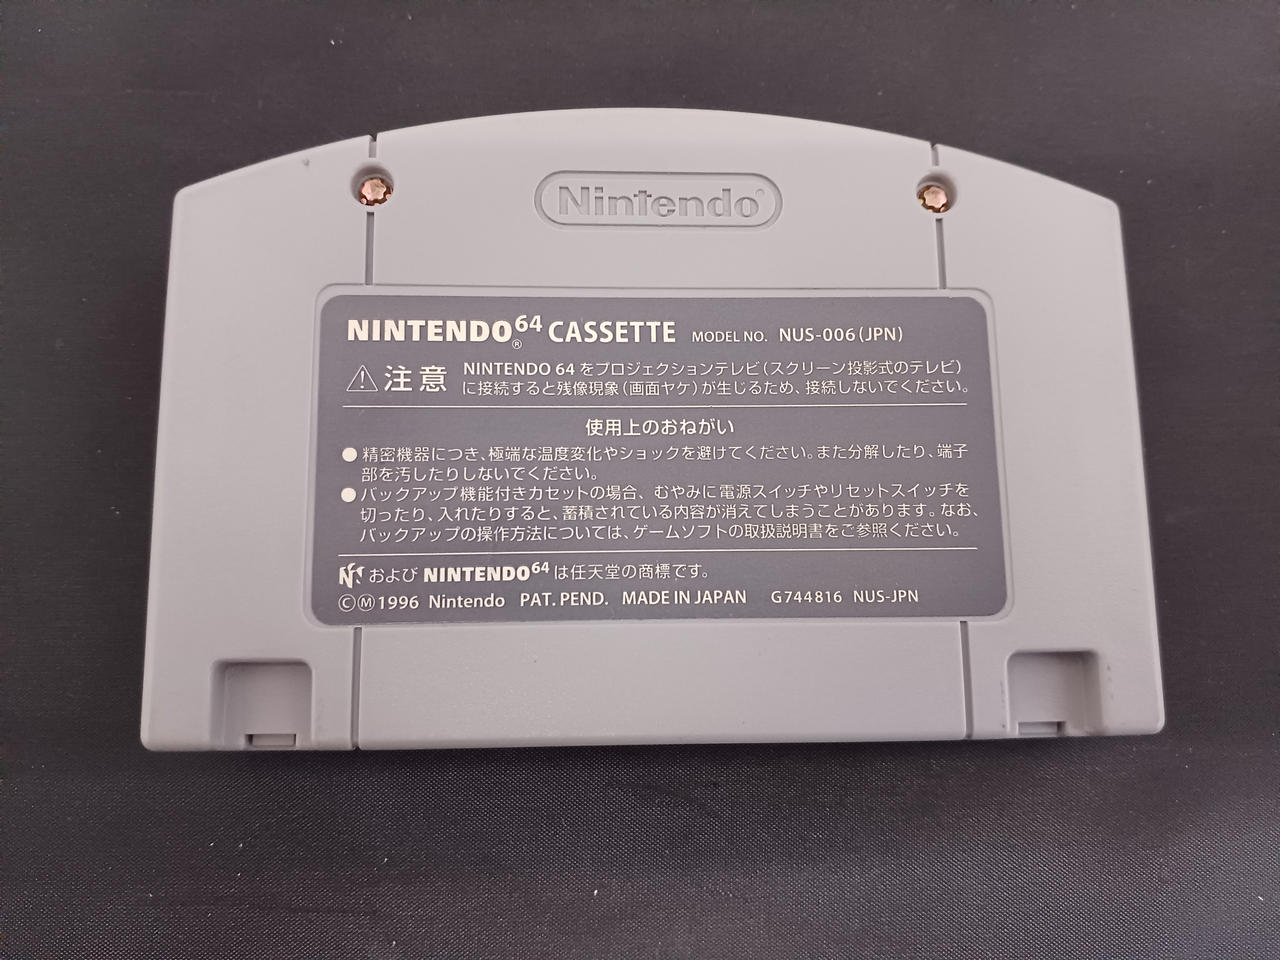 Nintendo®
NINTENDO64® CASSETTE MODEL NO. NUS-006(JPN)
⚠注意 NINTENDO 64をプロジェクションテレビ(スクリーン投影式のテレビ)
に接続すると残像現象(画面ヤケ)が生じるため、接続しないでください。
使用上のおねがい
●精密機器につき、極端な温度変化やショックを避けてください。また分解したり、端子
部を汚したりしないでください。
●バックアップ機能付きカセットの場合、むやみに電源スイッチやリセットスイッチを
切ったり、入れたりすると、蓄積されている内容が消えてしまうことがあります。なお、
バックアップの操作方法については、ゲームソフトの取扱説明書をご参照ください。
および NINTENDO64 は任天堂の商標です。
ⒸⓂ1996 Nintendo PAT. PEND. MADE IN JAPAN G744816 NUS-JPN